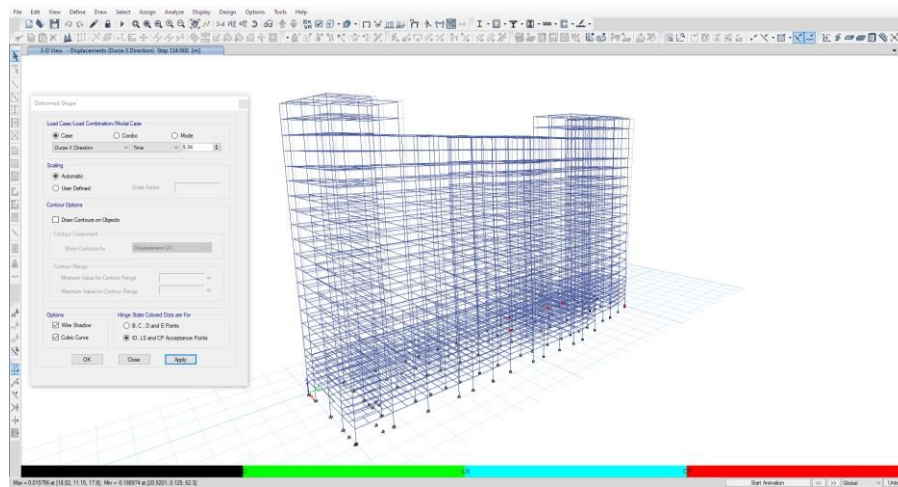 File Edit View Define Draw Select Assign Analyze Display Design Options Tools Help
3-D View - Displacements (Duzce X Direction) Step 134/600 [m]
Deformed Shape
Load Case/Load Combination/Modal Case
Case Combo Mode
Time 5.34
Scaling
Automatic
User Defined Scale Factor
Contour Options
Draw Contours on Objects
Contour Component
Show Contours for
Contour Range
Minimum Value for Contour Range
Maximum Value for Contour Range
Options Hinge State Colored Dots are For
Wire Shadow B, C, D and E Points
Cubic Curve IO, LS and CP Acceptance Points
OK Close Apply
Start Animation << >> Global Units